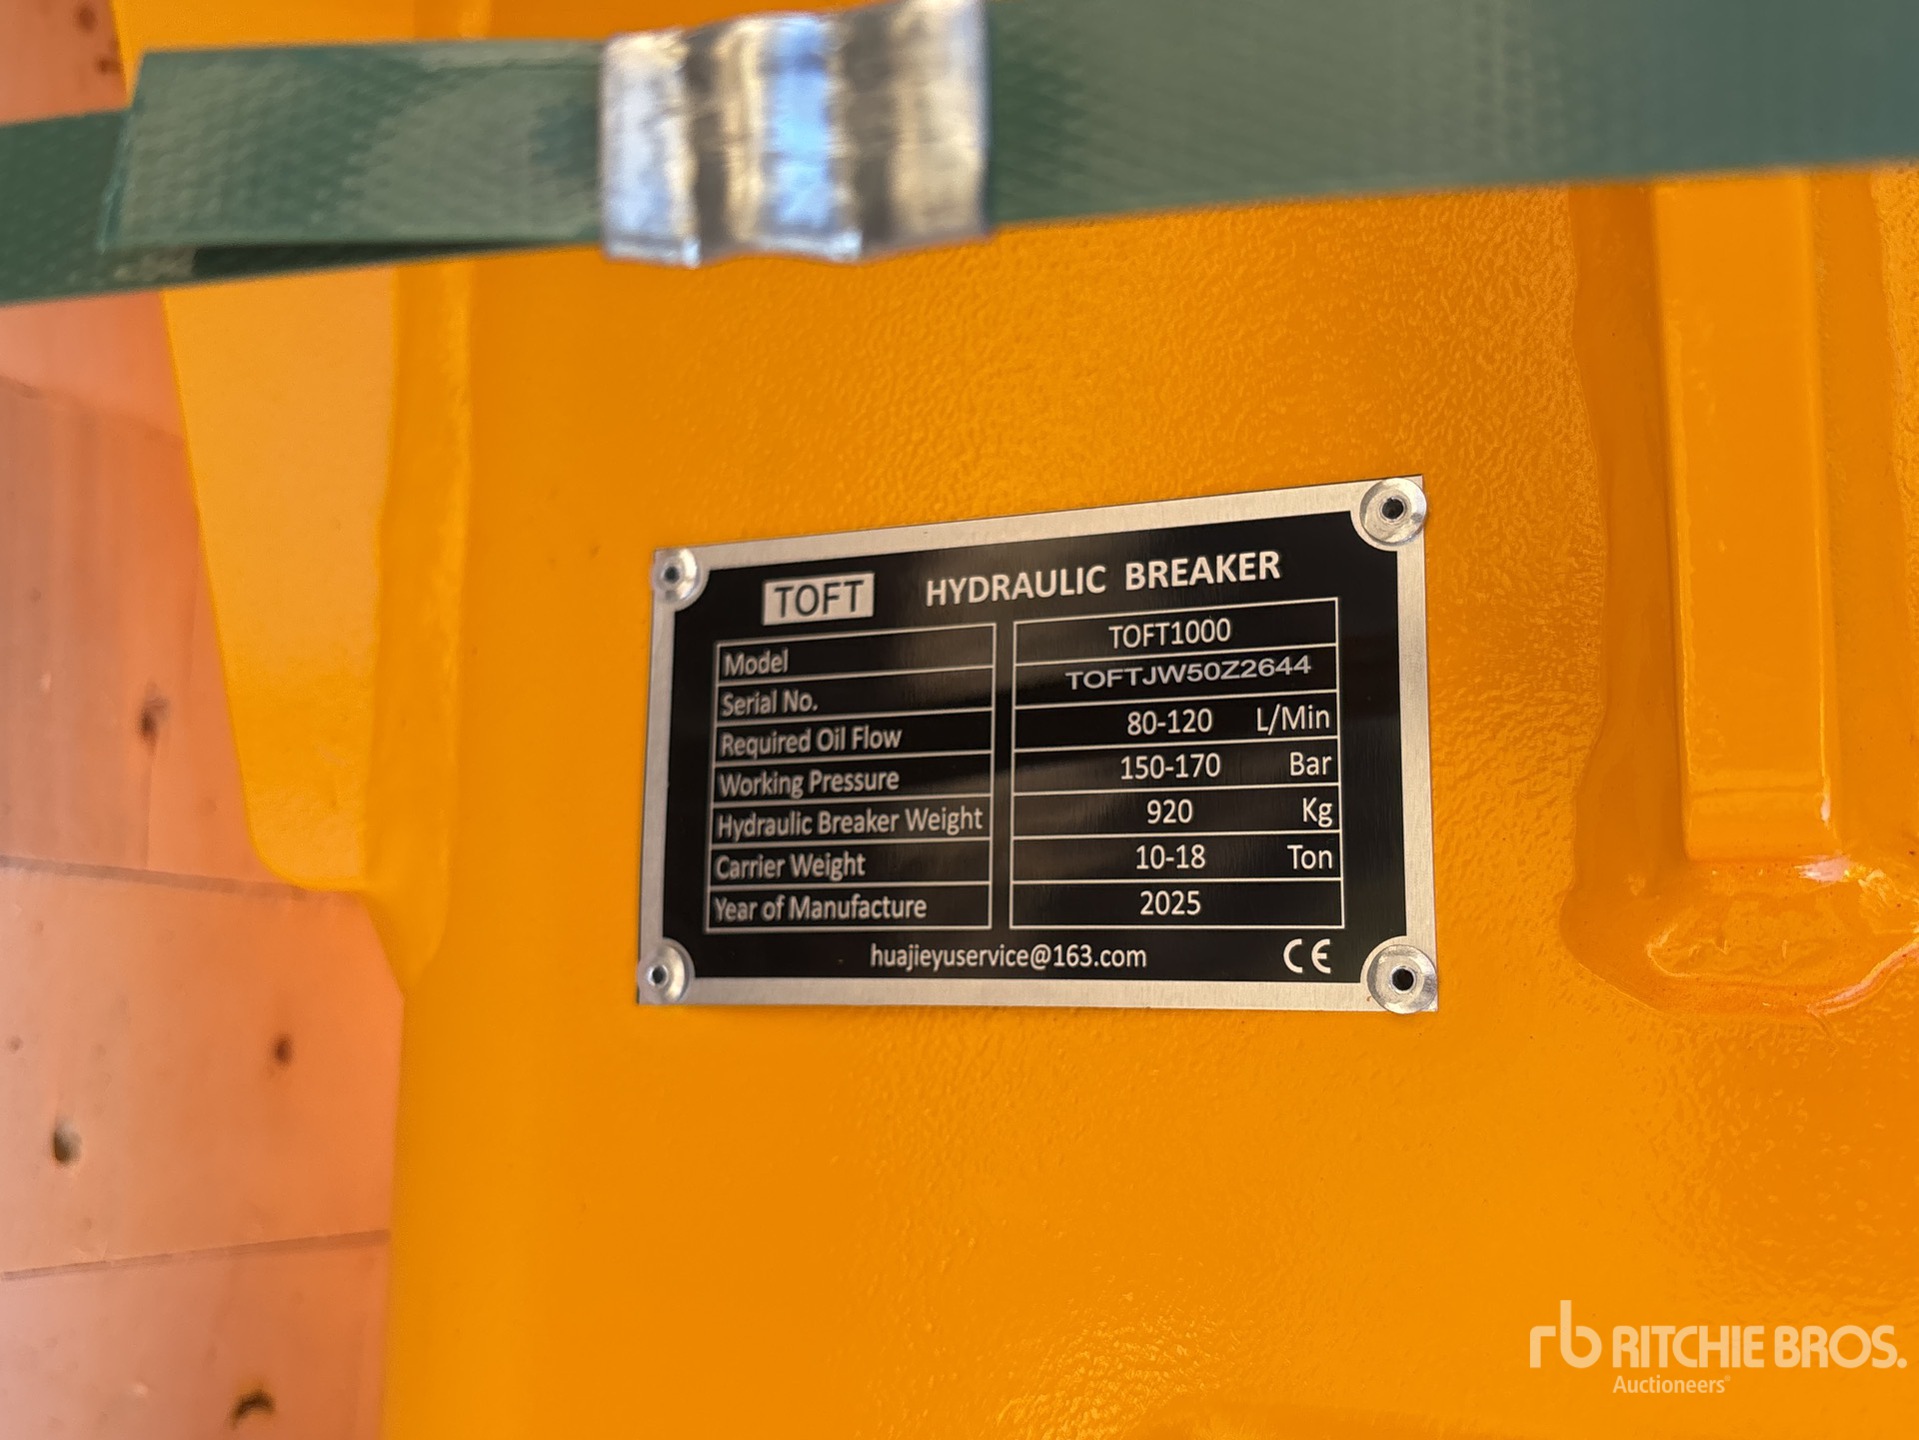 TOFT HYDRAULIC BREAKER
Model TOFT1000
Serial No. TOFTJW50Z2644
Required Oil Flow 80-120 L/Min
Working Pressure 150-170 Bar
Hydraulic Breaker Weight 920 Kg
Carrier Weight 10-18 Ton
Year of Manufacture 2025
huajieyuservice@163.com CE
rb RITCHIE BROS.
Auctioneers